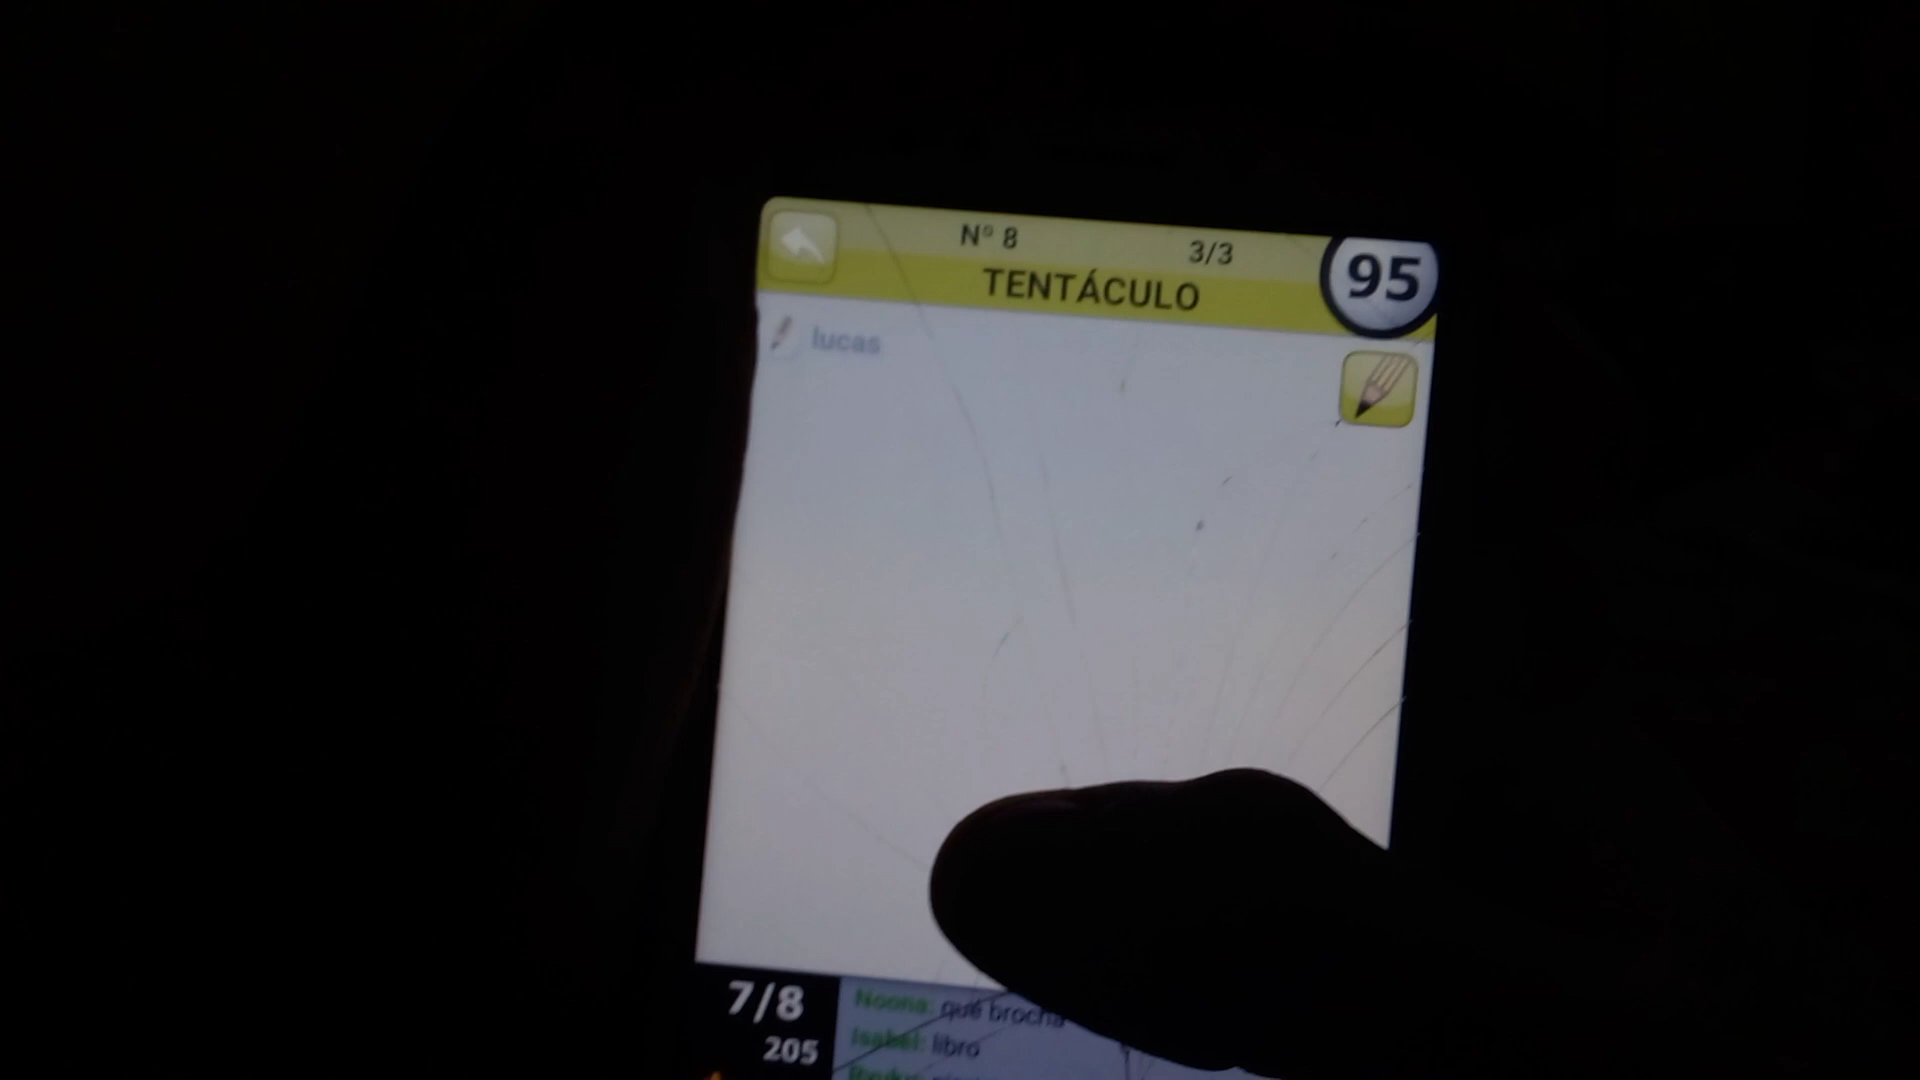 Nº 8 3/3
95
TENTÁCULO
lucas
7/8
205
Noona: qué brocha
Isabel: libro